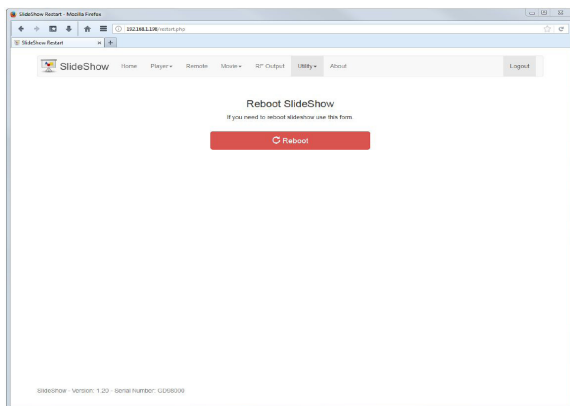 SlideShow Restart - Mozilla Firefox
192.168.1.198/restart.php
SlideShow Restart
SlideShow Home Player Remote Movie RF Output Utility About Logout
Reboot SlideShow
If you need to reboot slideshow use this form.
Reboot
SlideShow - Version: 1.20 - Serial Number: